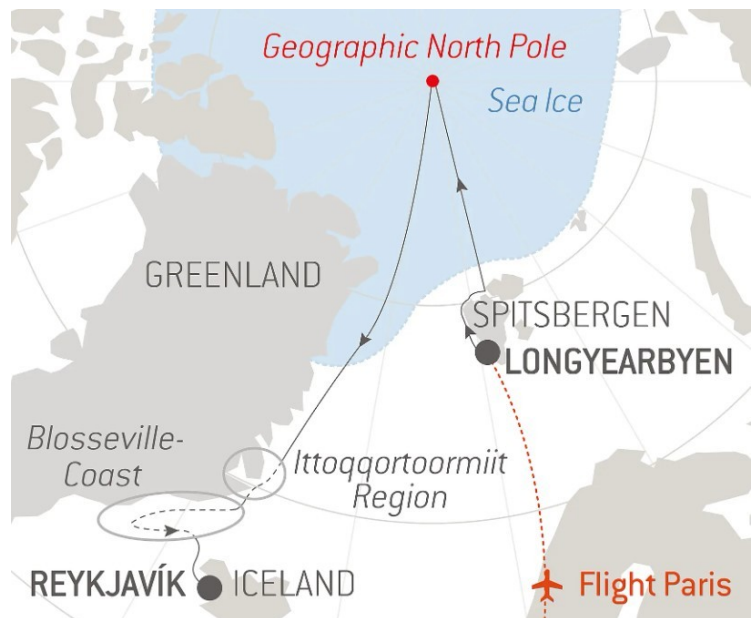 Geographic North Pole
Sea Ice
GREENLAND
SPITSBERGEN
LONGYEARBYEN
Blosseville-
Coast
Ittoqqortoormiit
Region
REYKJAVÍK
ICELAND
Flight Paris